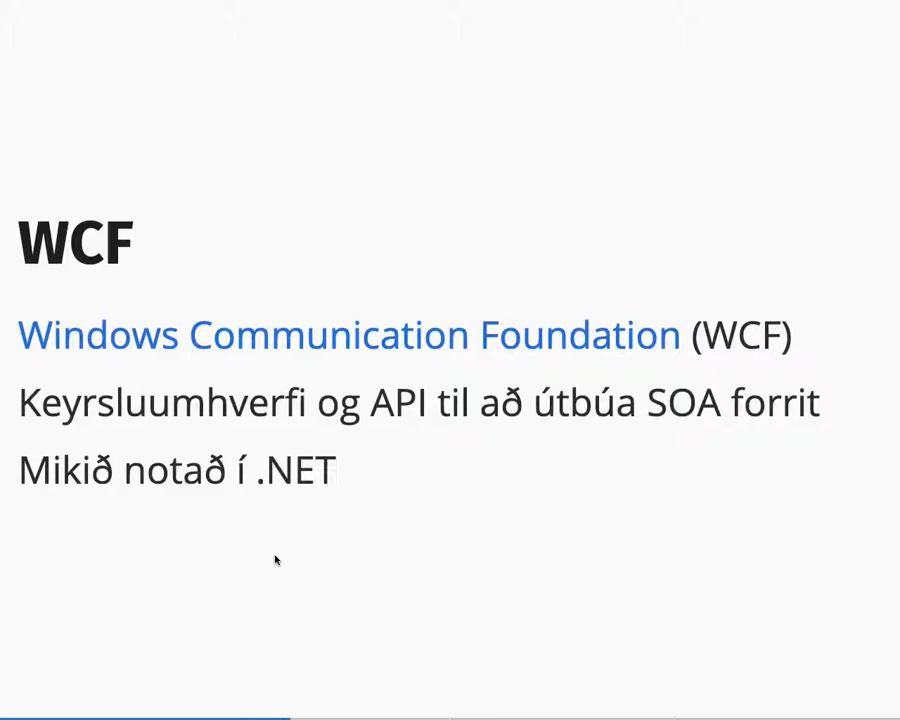 WCF
Windows Communication Foundation (WCF)
Keyrsluumhverfi og API til að útbúa SOA forrit
Mikið notað í .NET